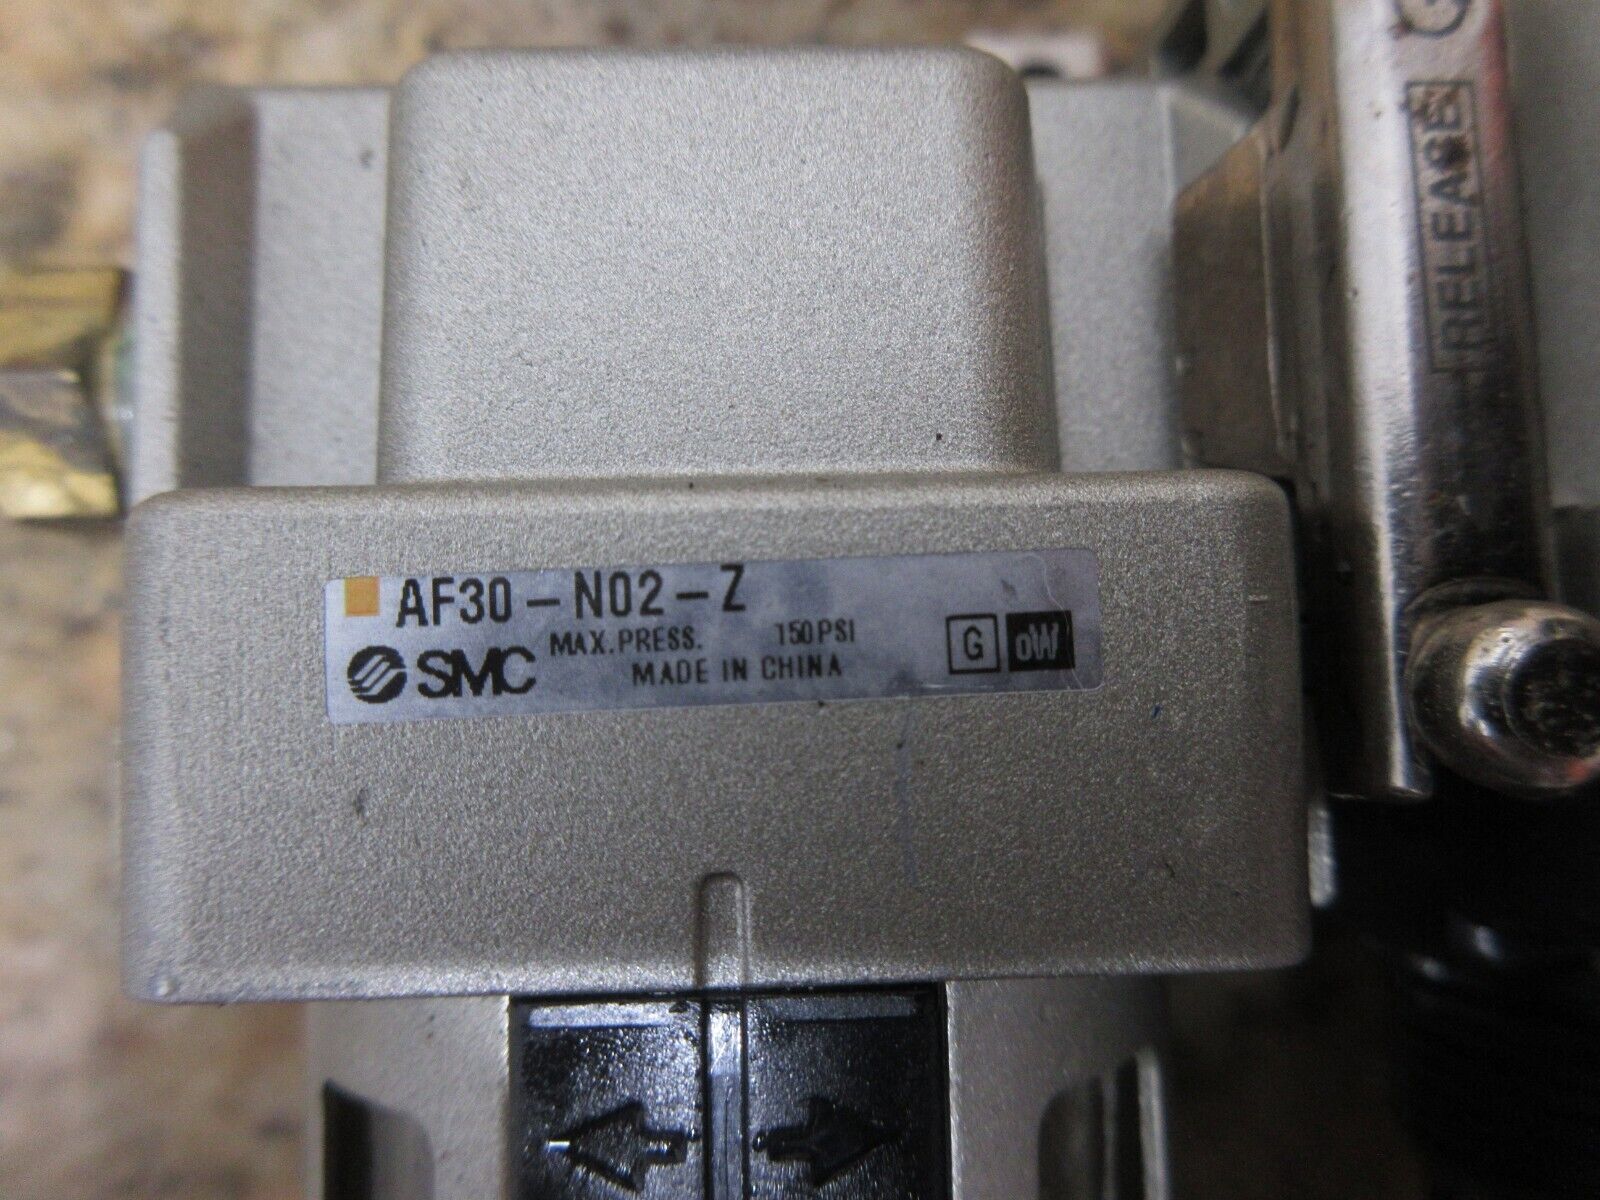 AF30-N02-Z
SMC MAX.PRESS. 150PSI
MADE IN CHINA
G oW
RELEASE